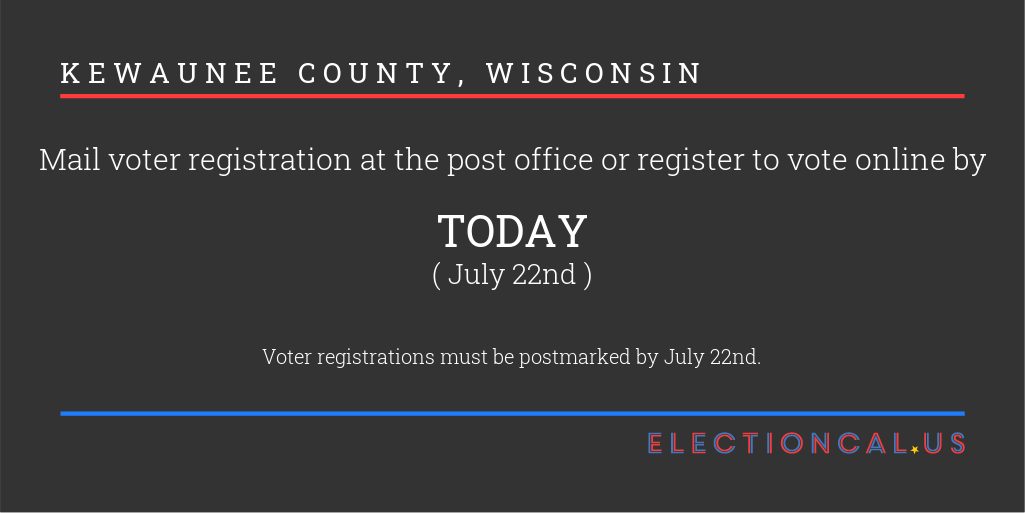 KEWAUNEE COUNTY, WISCONSIN
Mail voter registration at the post office or register to vote online by
TODAY
( July 22nd )
Voter registrations must be postmarked by July 22nd.
ELECTIONCAL.US